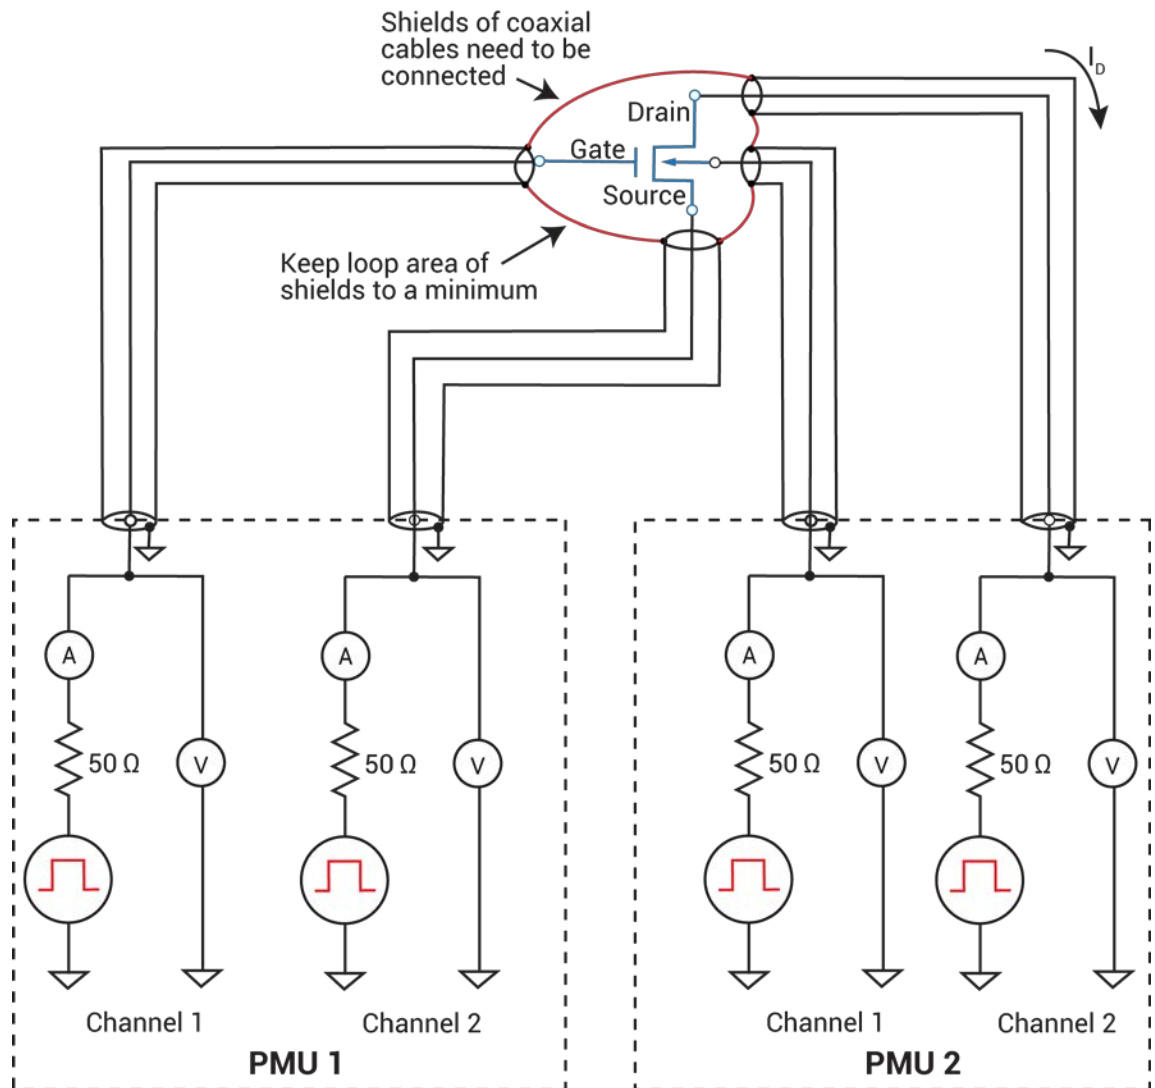 Shields of coaxial
cables need to be
connected
I_D
Drain
Gate
Source
Keep loop area of
shields to a minimum
A
A
A
A
50 Ω
V
50 Ω
V
50 Ω
V
50 Ω
V
Channel 1
Channel 2
Channel 1
Channel 2
PMU 1
PMU 2